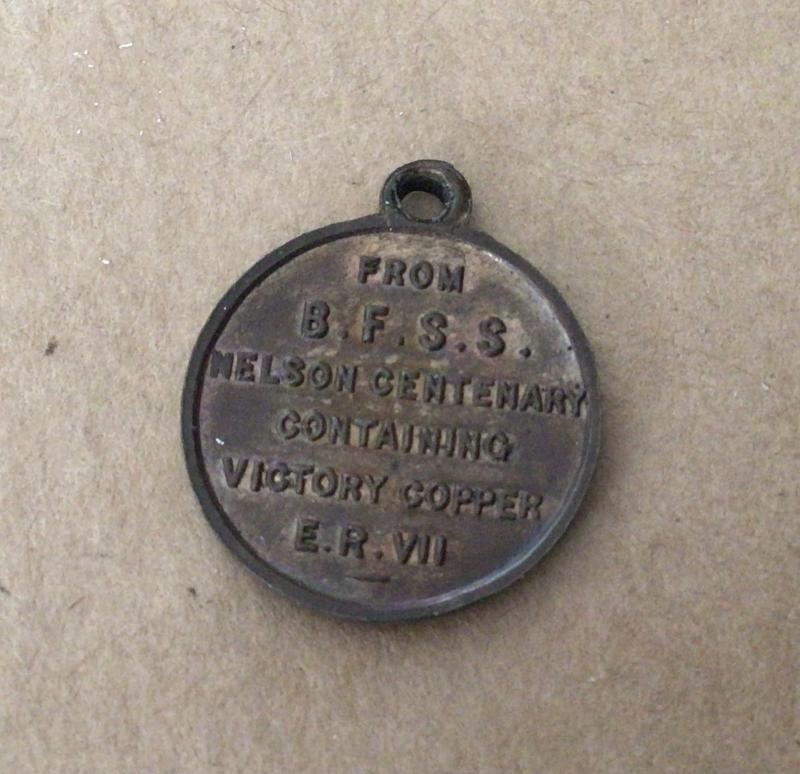 FROM
B.F.S.S.
NELSON CENTENARY
CONTAINING
VICTORY COPPER
E.R.VII